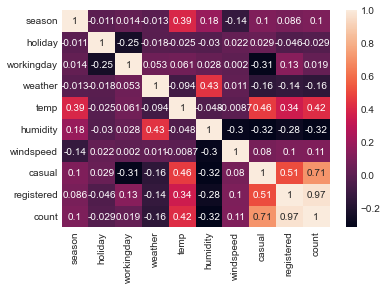 season 1 -0.011 0.014 -0.013 0.39 0.18 -0.14 0.1 0.086 0.1
holiday -0.011 1 -0.25 -0.018 -0.025 -0.03 0.022 0.029 -0.046 -0.029
workingday 0.014 -0.25 1 0.053 0.061 0.028 0.002 -0.31 0.13 0.019
weather -0.013 -0.018 0.053 1 -0.094 0.43 0.011 -0.16 -0.14 -0.16
temp 0.39 -0.025 0.061 -0.094 1 -0.048 -0.0087 0.46 0.34 0.42
humidity 0.18 -0.03 0.028 0.43 -0.048 1 -0.3 -0.32 -0.28 -0.32
windspeed -0.14 0.022 0.002 0.011 -0.0087 -0.3 1 0.08 0.1 0.11
casual 0.1 0.029 -0.31 -0.16 0.46 -0.32 0.08 1 0.51 0.71
registered 0.086 -0.046 0.13 -0.14 0.34 -0.28 0.1 0.51 1 0.97
count 0.1 -0.029 0.019 -0.16 0.42 -0.32 0.11 0.71 0.97 1
season holiday workingday weather temp humidity windspeed casual registered count
1.0
0.8
0.6
0.4
0.2
0.0
−0.2